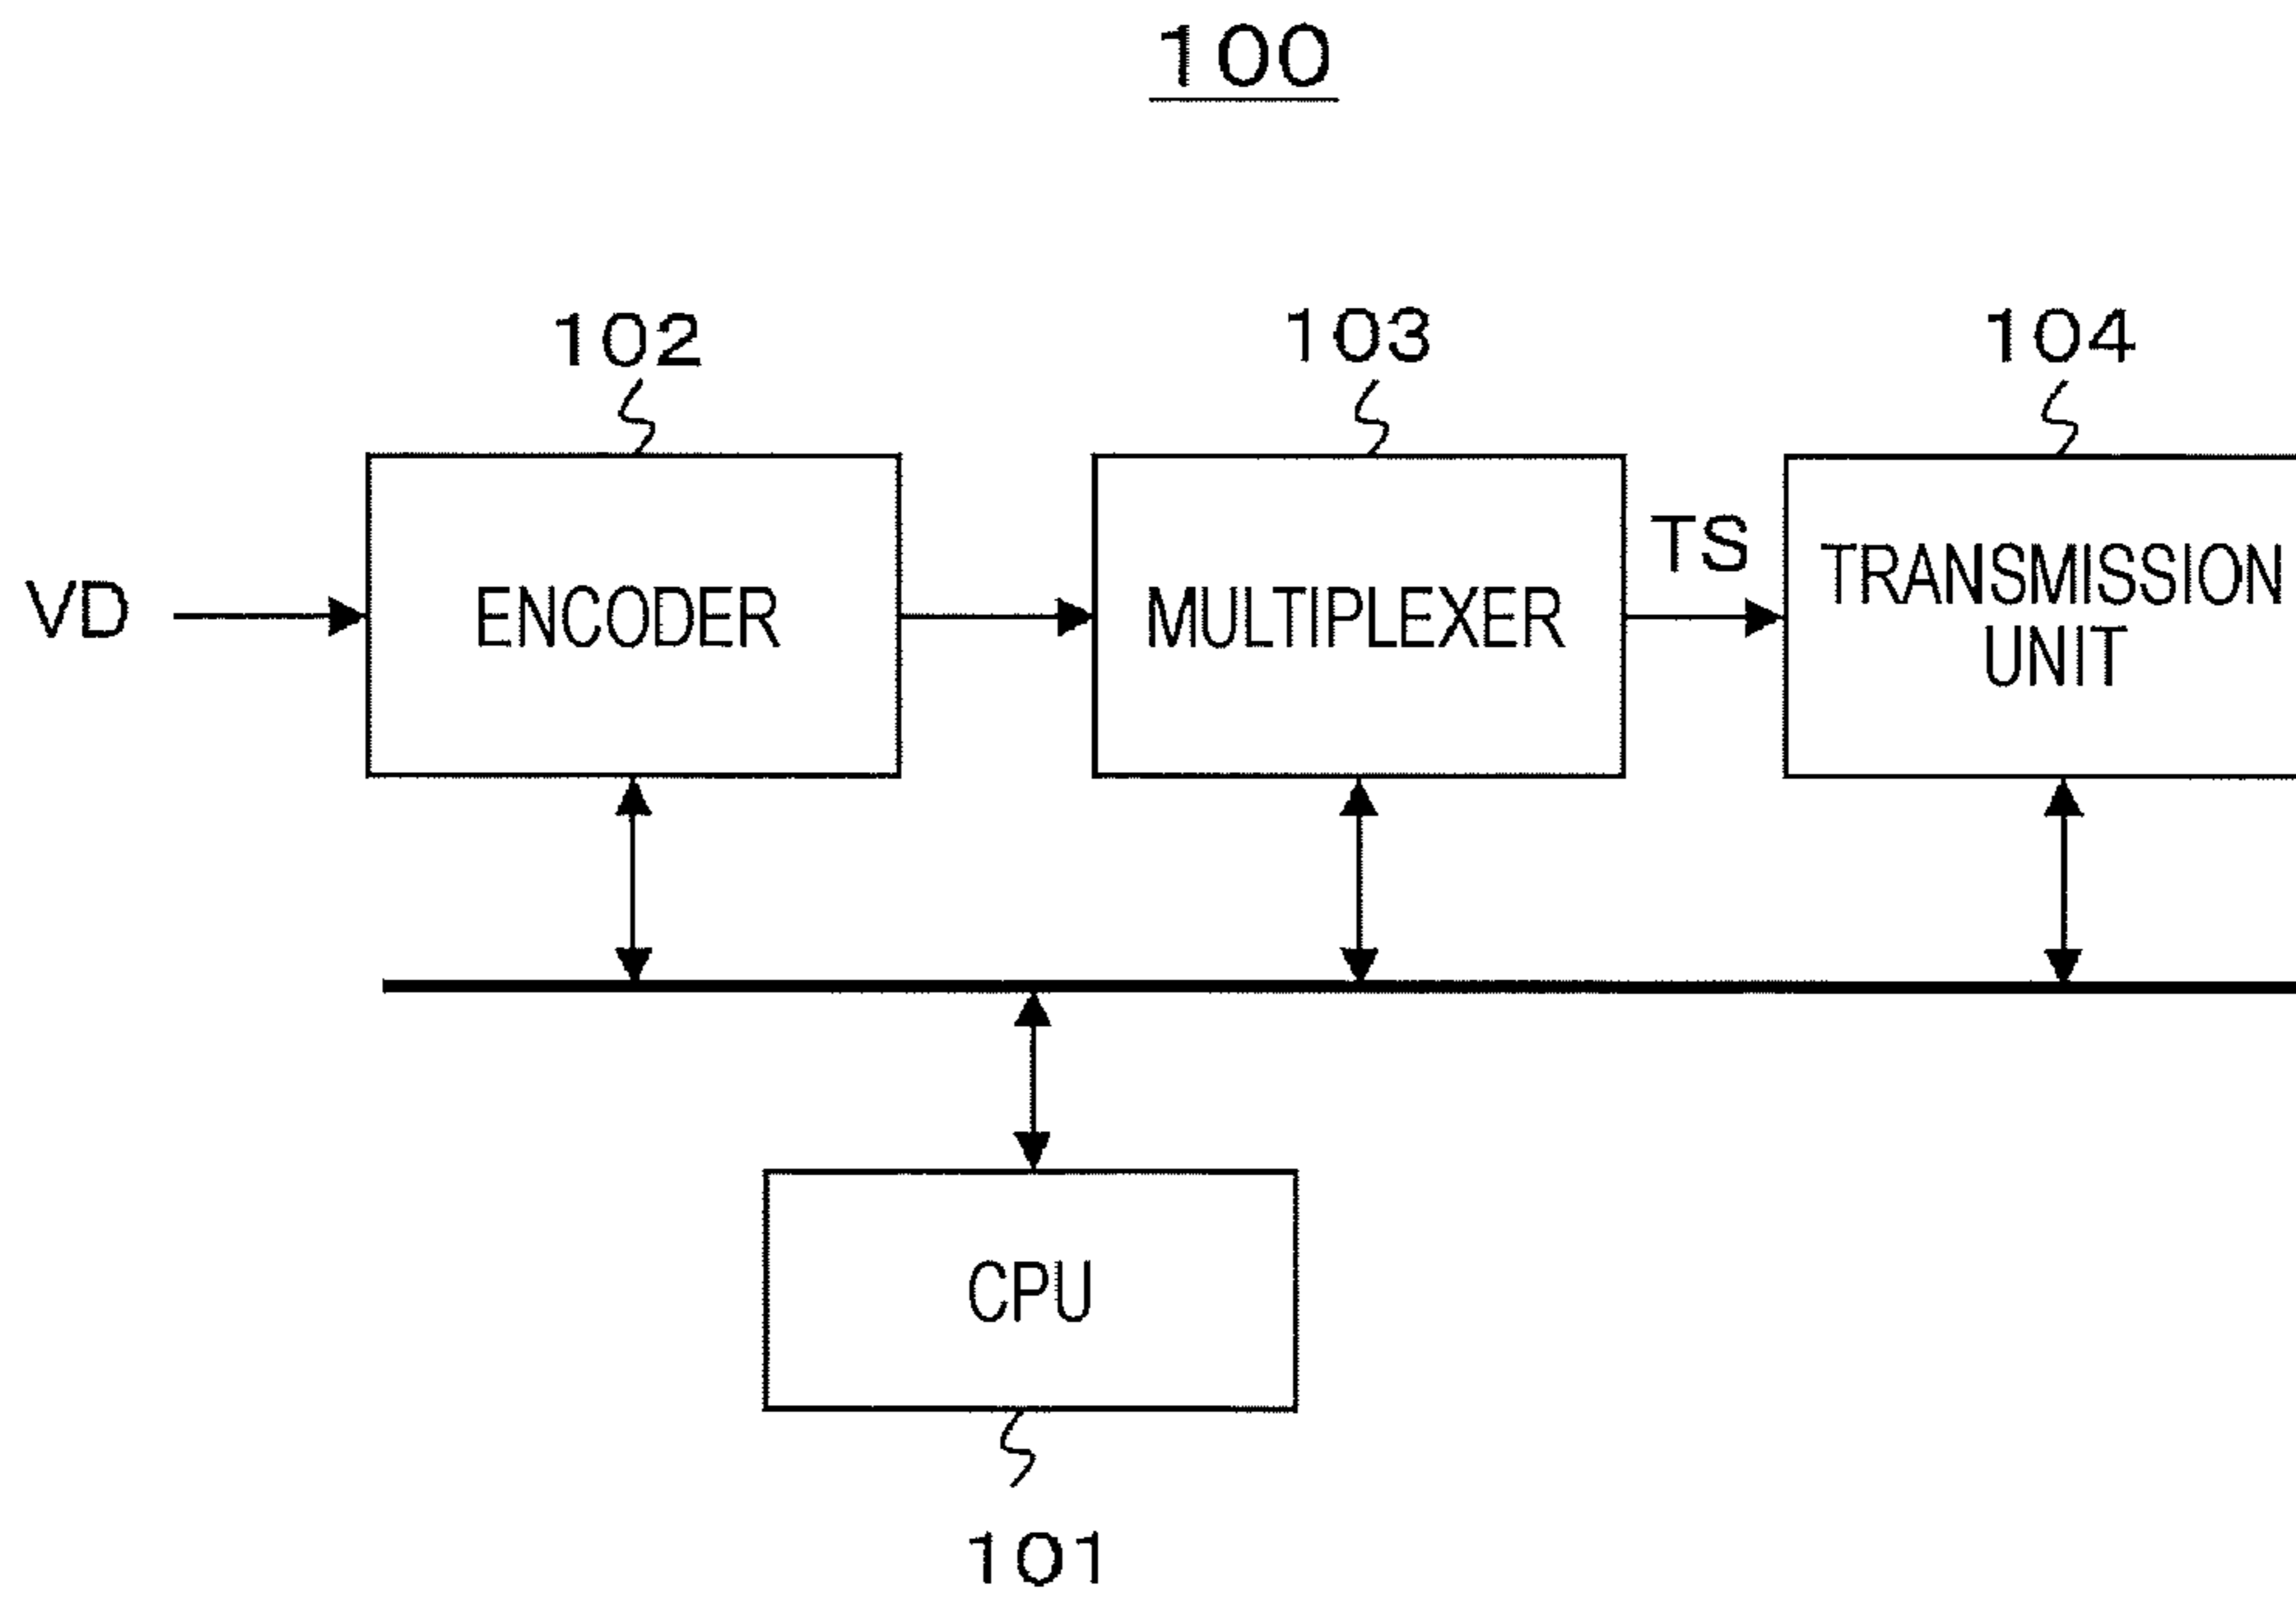 100
102
103
104
VD
ENCODER
MULTIPLEXER
TS
TRANSMISSION
UNIT
CPU
101